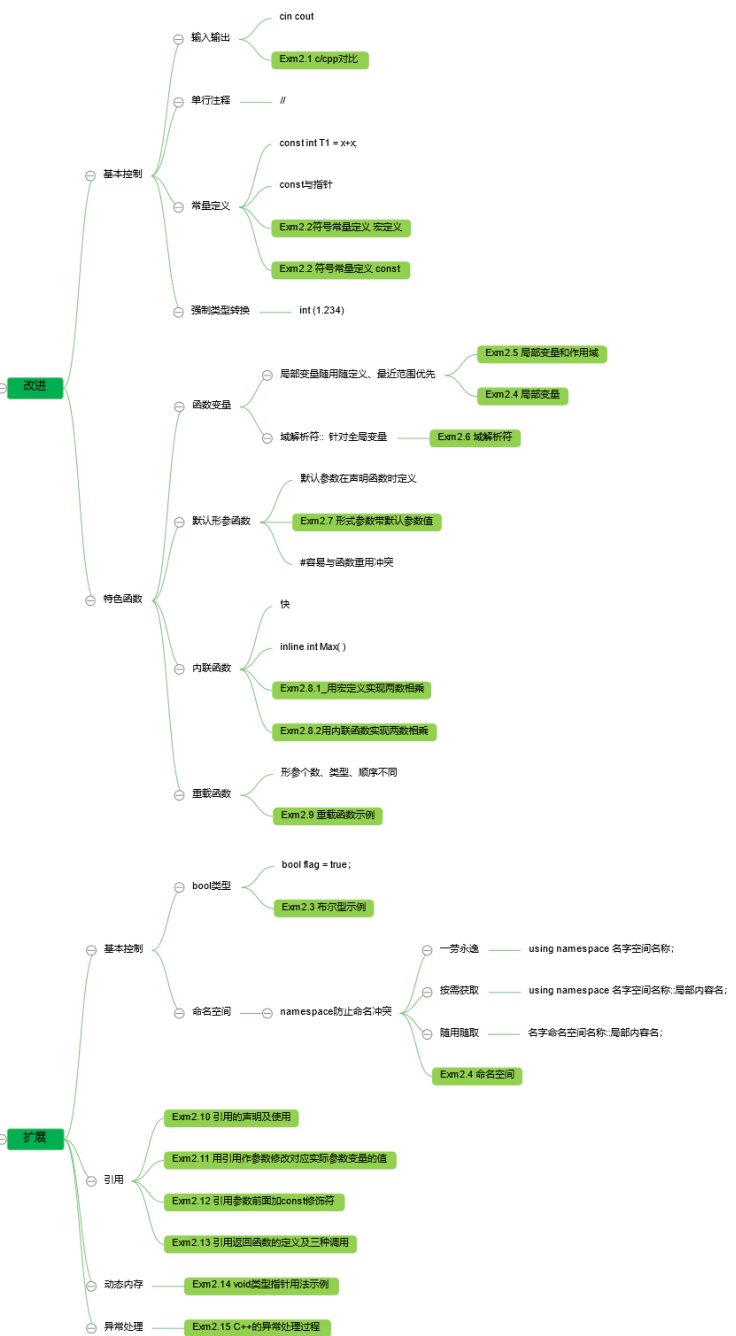 改进
基本控制
输入输出
cin cout
Exm2.1 c/cpp对比
单行注释
//
常量定义
const int T1 = x+x;
const与指针
Exm2.2符号常量定义 宏定义
Exm2.2 符号常量定义 const
强制类型转换
int (1.234)
特色函数
函数变量
局部变量随用随定义、最近范围优先
Exm2.5 局部变量和作用域
Exm2.4 局部变量
域解析符:: 针对全局变量
Exm2.6 域解析符
默认形参函数
默认参数在声明函数时定义
Exm2.7 形式参数带默认参数值
#容易与函数重用冲突
内联函数
快
inline int Max( )
Exm2.8.1_用宏定义实现两数相乘
Exm2.8.2用内联函数实现两数相乘
重载函数
形参个数、类型、顺序不同
Exm2.9 重载函数示例
扩展
基本控制
bool类型
bool flag = true;
Exm2.3 布尔型示例
命名空间
namespace防止命名冲突
一劳永逸
using namespace 名字空间名称;
按需获取
using namespace 名字空间名称::局部内容名;
随用随取
名字命名空间名称::局部内容名;
Exm2.4 命名空间
引用
Exm2.10 引用的声明及使用
Exm2.11 用引用作参数修改对应实际参数变量的值
Exm2.12 引用参数前面加const修饰符
Exm2.13 引用返回函数的定义及三种调用
动态内存
Exm2.14 void类型指针用法示例
异常处理
Exm2.15 C++的异常处理过程